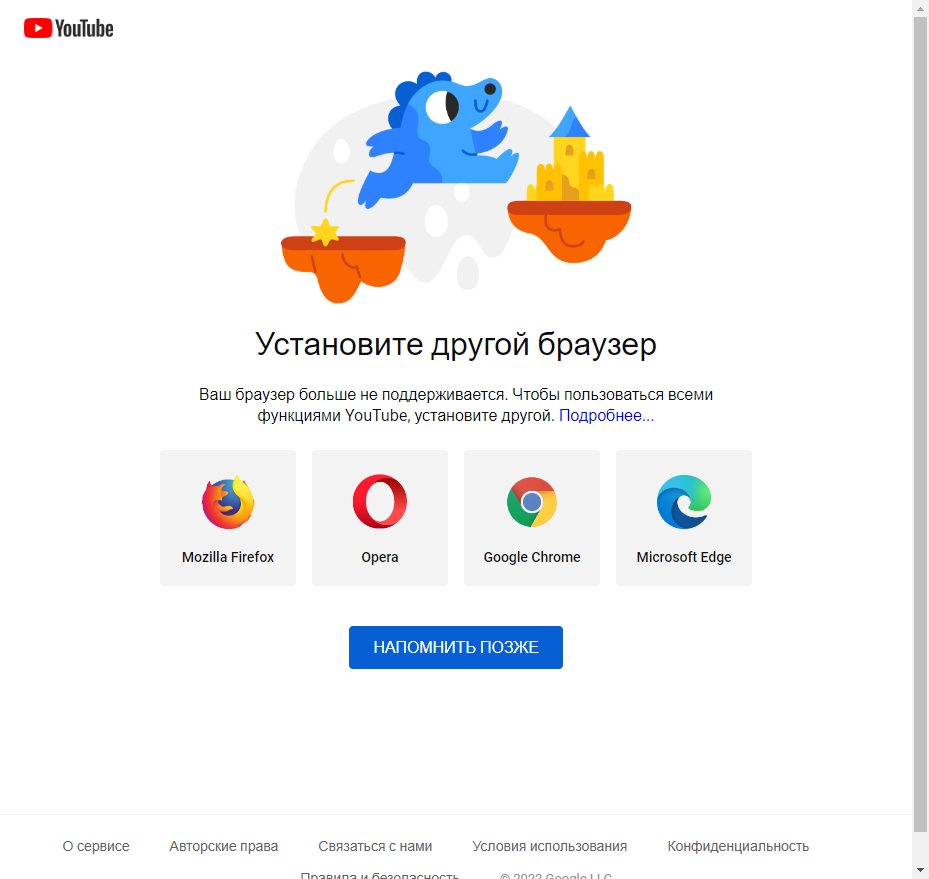 YouTube
Установите другой браузер
Ваш браузер больше не поддерживается. Чтобы пользоваться всеми
функциями YouTube, установите другой. Подробнее...
Mozilla Firefox
Opera
Google Chrome
Microsoft Edge
НАПОМНИТЬ ПОЗЖЕ
О сервисе
Авторские права
Связаться с нами
Условия использования
Конфиденциальность
Правила и безопасность
© 2022 Google LLC